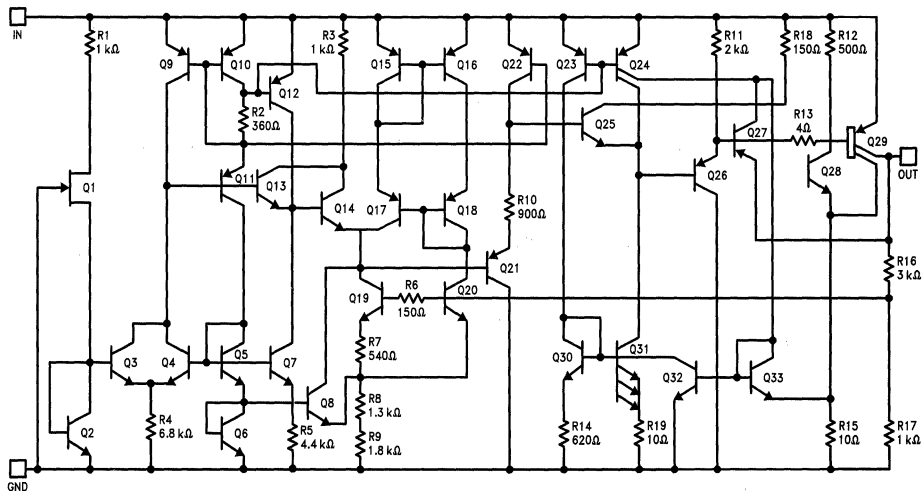 IN
R1
1 kΩ
Q9
Q10
R2
360Ω
Q12
R3
1 kΩ
Q15
Q16
Q22
Q23
Q24
R11
2 kΩ
R18
150Ω
R12
500Ω
Q25
Q27
R13
4Ω
Q29
OUT
Q1
Q11
Q13
Q14
Q17
Q18
R10
900Ω
Q26
Q28
Q21
R16
3 kΩ
Q19
R6
150Ω
Q20
R7
540Ω
Q3
Q4
Q5
Q7
Q8
Q30
Q31
Q32
Q33
R8
1.3 kΩ
Q2
R4
6.8 kΩ
Q6
R5
4.4 kΩ
R9
1.8 kΩ
R14
620Ω
R19
10Ω
R15
10Ω
R17
1 kΩ
GND